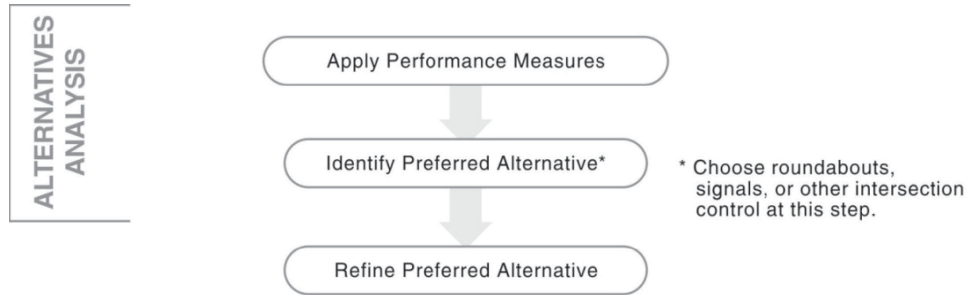 ALTERNATIVES
ANALYSIS
Apply Performance Measures
Identify Preferred Alternative*
* Choose roundabouts,
signals, or other intersection
control at this step.
Refine Preferred Alternative